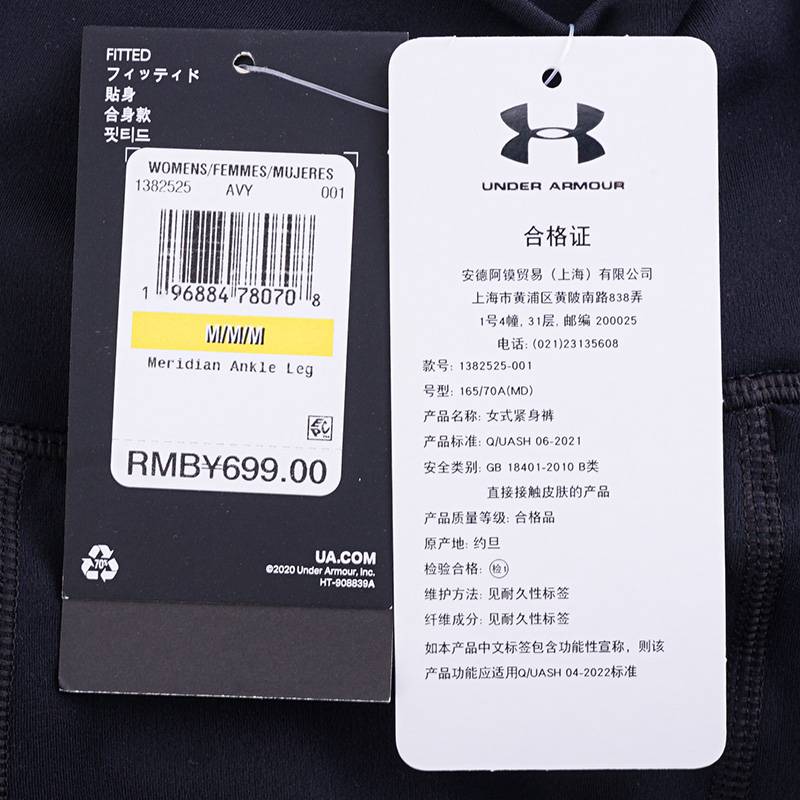 FITTED
フィッティド
貼身
合身款
핏티드
WOMENS/FEMMES/MUJERES
1382525 AVY 001
1 96884 78070 8
M/M/M
Meridian Ankle Leg
EPC
RMB¥699.00
70%
UA.COM
©2020 Under Armour, Inc.
HT-908839A
UNDER ARMOUR
合格证
安德阿镆贸易（上海）有限公司
上海市黄浦区黄陂南路838弄
1号4幢, 31层, 邮编 200025
电话: (021)23135608
款号: 1382525-001
号型: 165/70A(MD)
产品名称: 女式紧身裤
产品标准: Q/UASH 06-2021
安全类别: GB 18401-2010 B类
直接接触皮肤的产品
产品质量等级: 合格品
原产地: 约旦
检验合格: 检1
维护方法: 见耐久性标签
纤维成分: 见耐久性标签
如本产品中文标签包含功能性宣称, 则该
产品功能应适用Q/UASH 04-2022标准